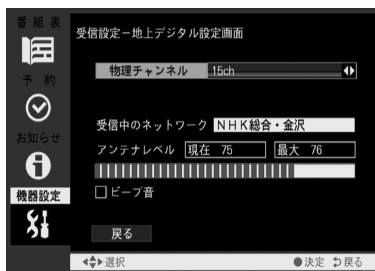 番組表
予 約
お知らせ
機器設定
受信設定－地上デジタル設定画面
物理チャンネル 15ch
受信中のネットワーク NHK総合・金沢
アンテナレベル 現在 75 最大 76
ビープ音
戻る
選択 決定 戻る